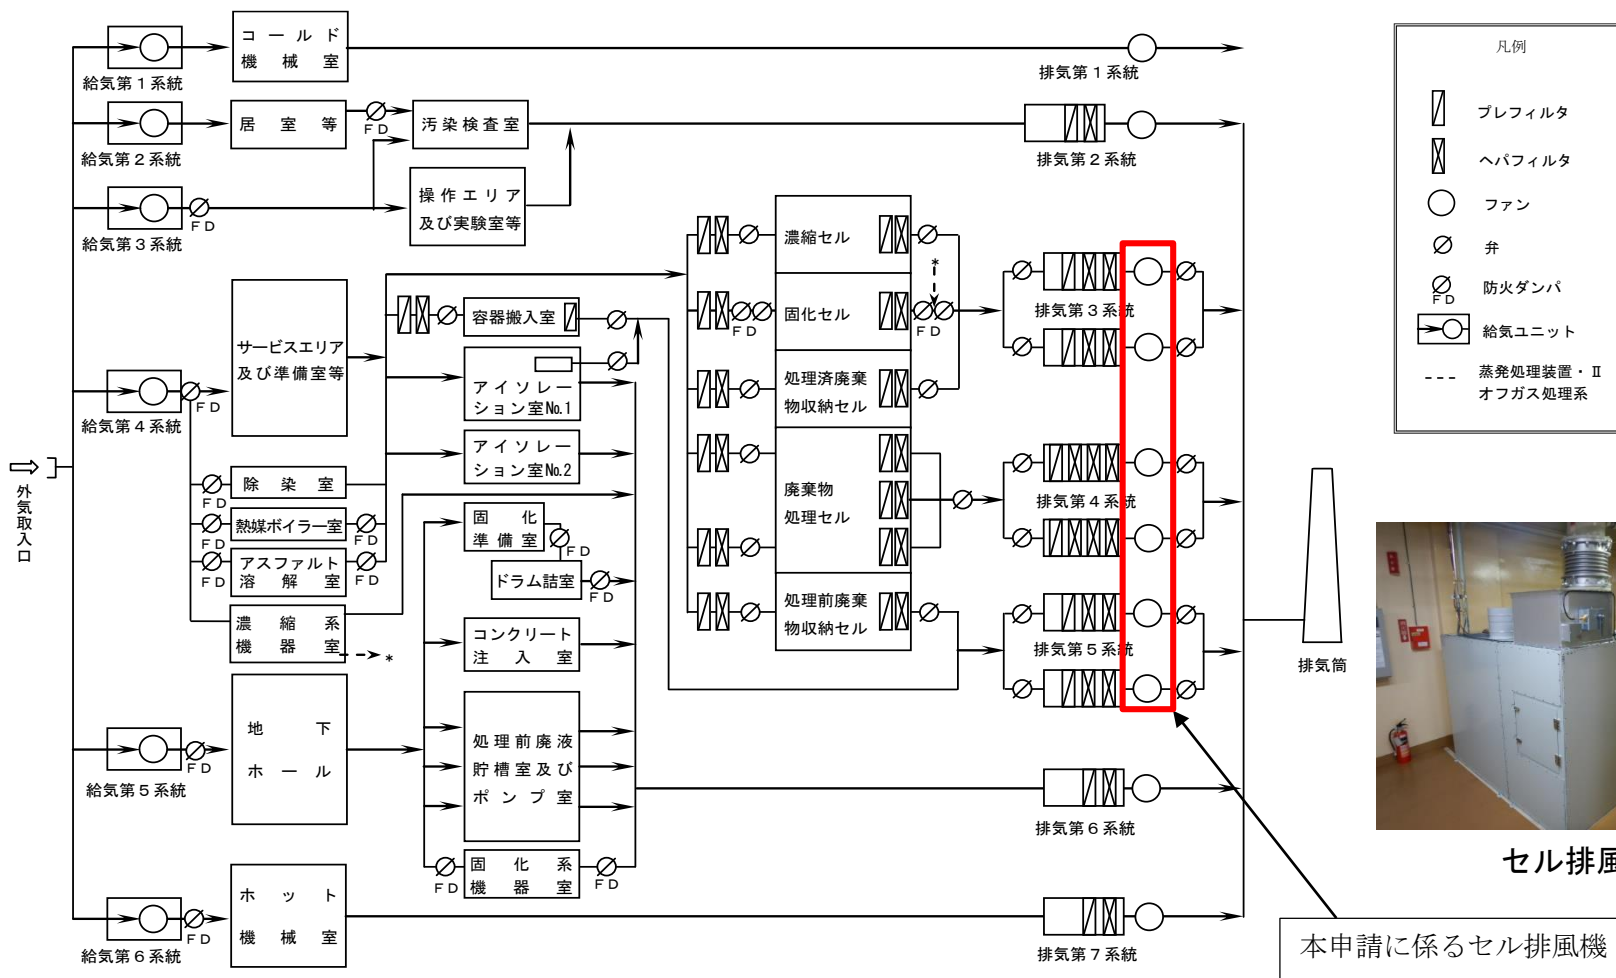 コールド
機械室
給気第1系統
排気第1系統
居室等
FD
汚染検査室
給気第2系統
排気第2系統
操作エリア
及び実験室等
FD
給気第3系統
サービスエリア
及び準備室等
FD
給気第4系統
容器搬入室
アイソレー
ション室№1
アイソレー
ション室№2
外気取入口
除染室
FD
熱媒ボイラー室
FD
FD
アスファルト
溶解室
FD
FD
濃縮系
機器室
*
固化
準備室
FD
ドラム詰室
FD
コンクリート
注入室
地下
ホール
FD
給気第5系統
処理前廃液
貯槽室及び
ポンプ室
固化系
機器室
FD
FD
ホット
機械室
FD
給気第6系統
濃縮セル
*
固化セル
FD
FD
処理済廃棄
物収納セル
廃棄物
処理セル
処理前廃棄
物収納セル
排気第3系統
排気第4系統
排気第5系統
排気第6系統
排気第7系統
排気筒
凡例
プレフィルタ
ヘパフィルタ
ファン
弁
FD
防火ダンパ
給気ユニット
蒸発処理装置・Ⅱ
オフガス処理系
セル排風
本申請に係るセル排風機